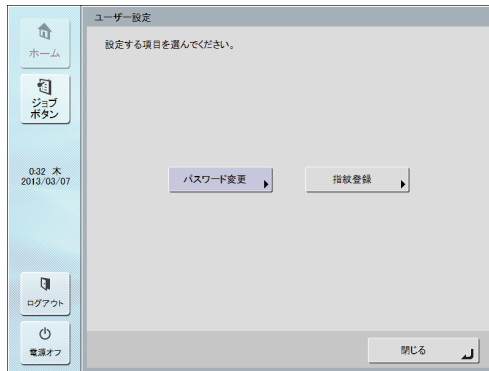 ユーザー設定
設定する項目を選んでください。
ホーム
ジョブ
ボタン
0:32 木
2013/03/07
パスワード変更
指紋登録
ログアウト
電源オフ
閉じる